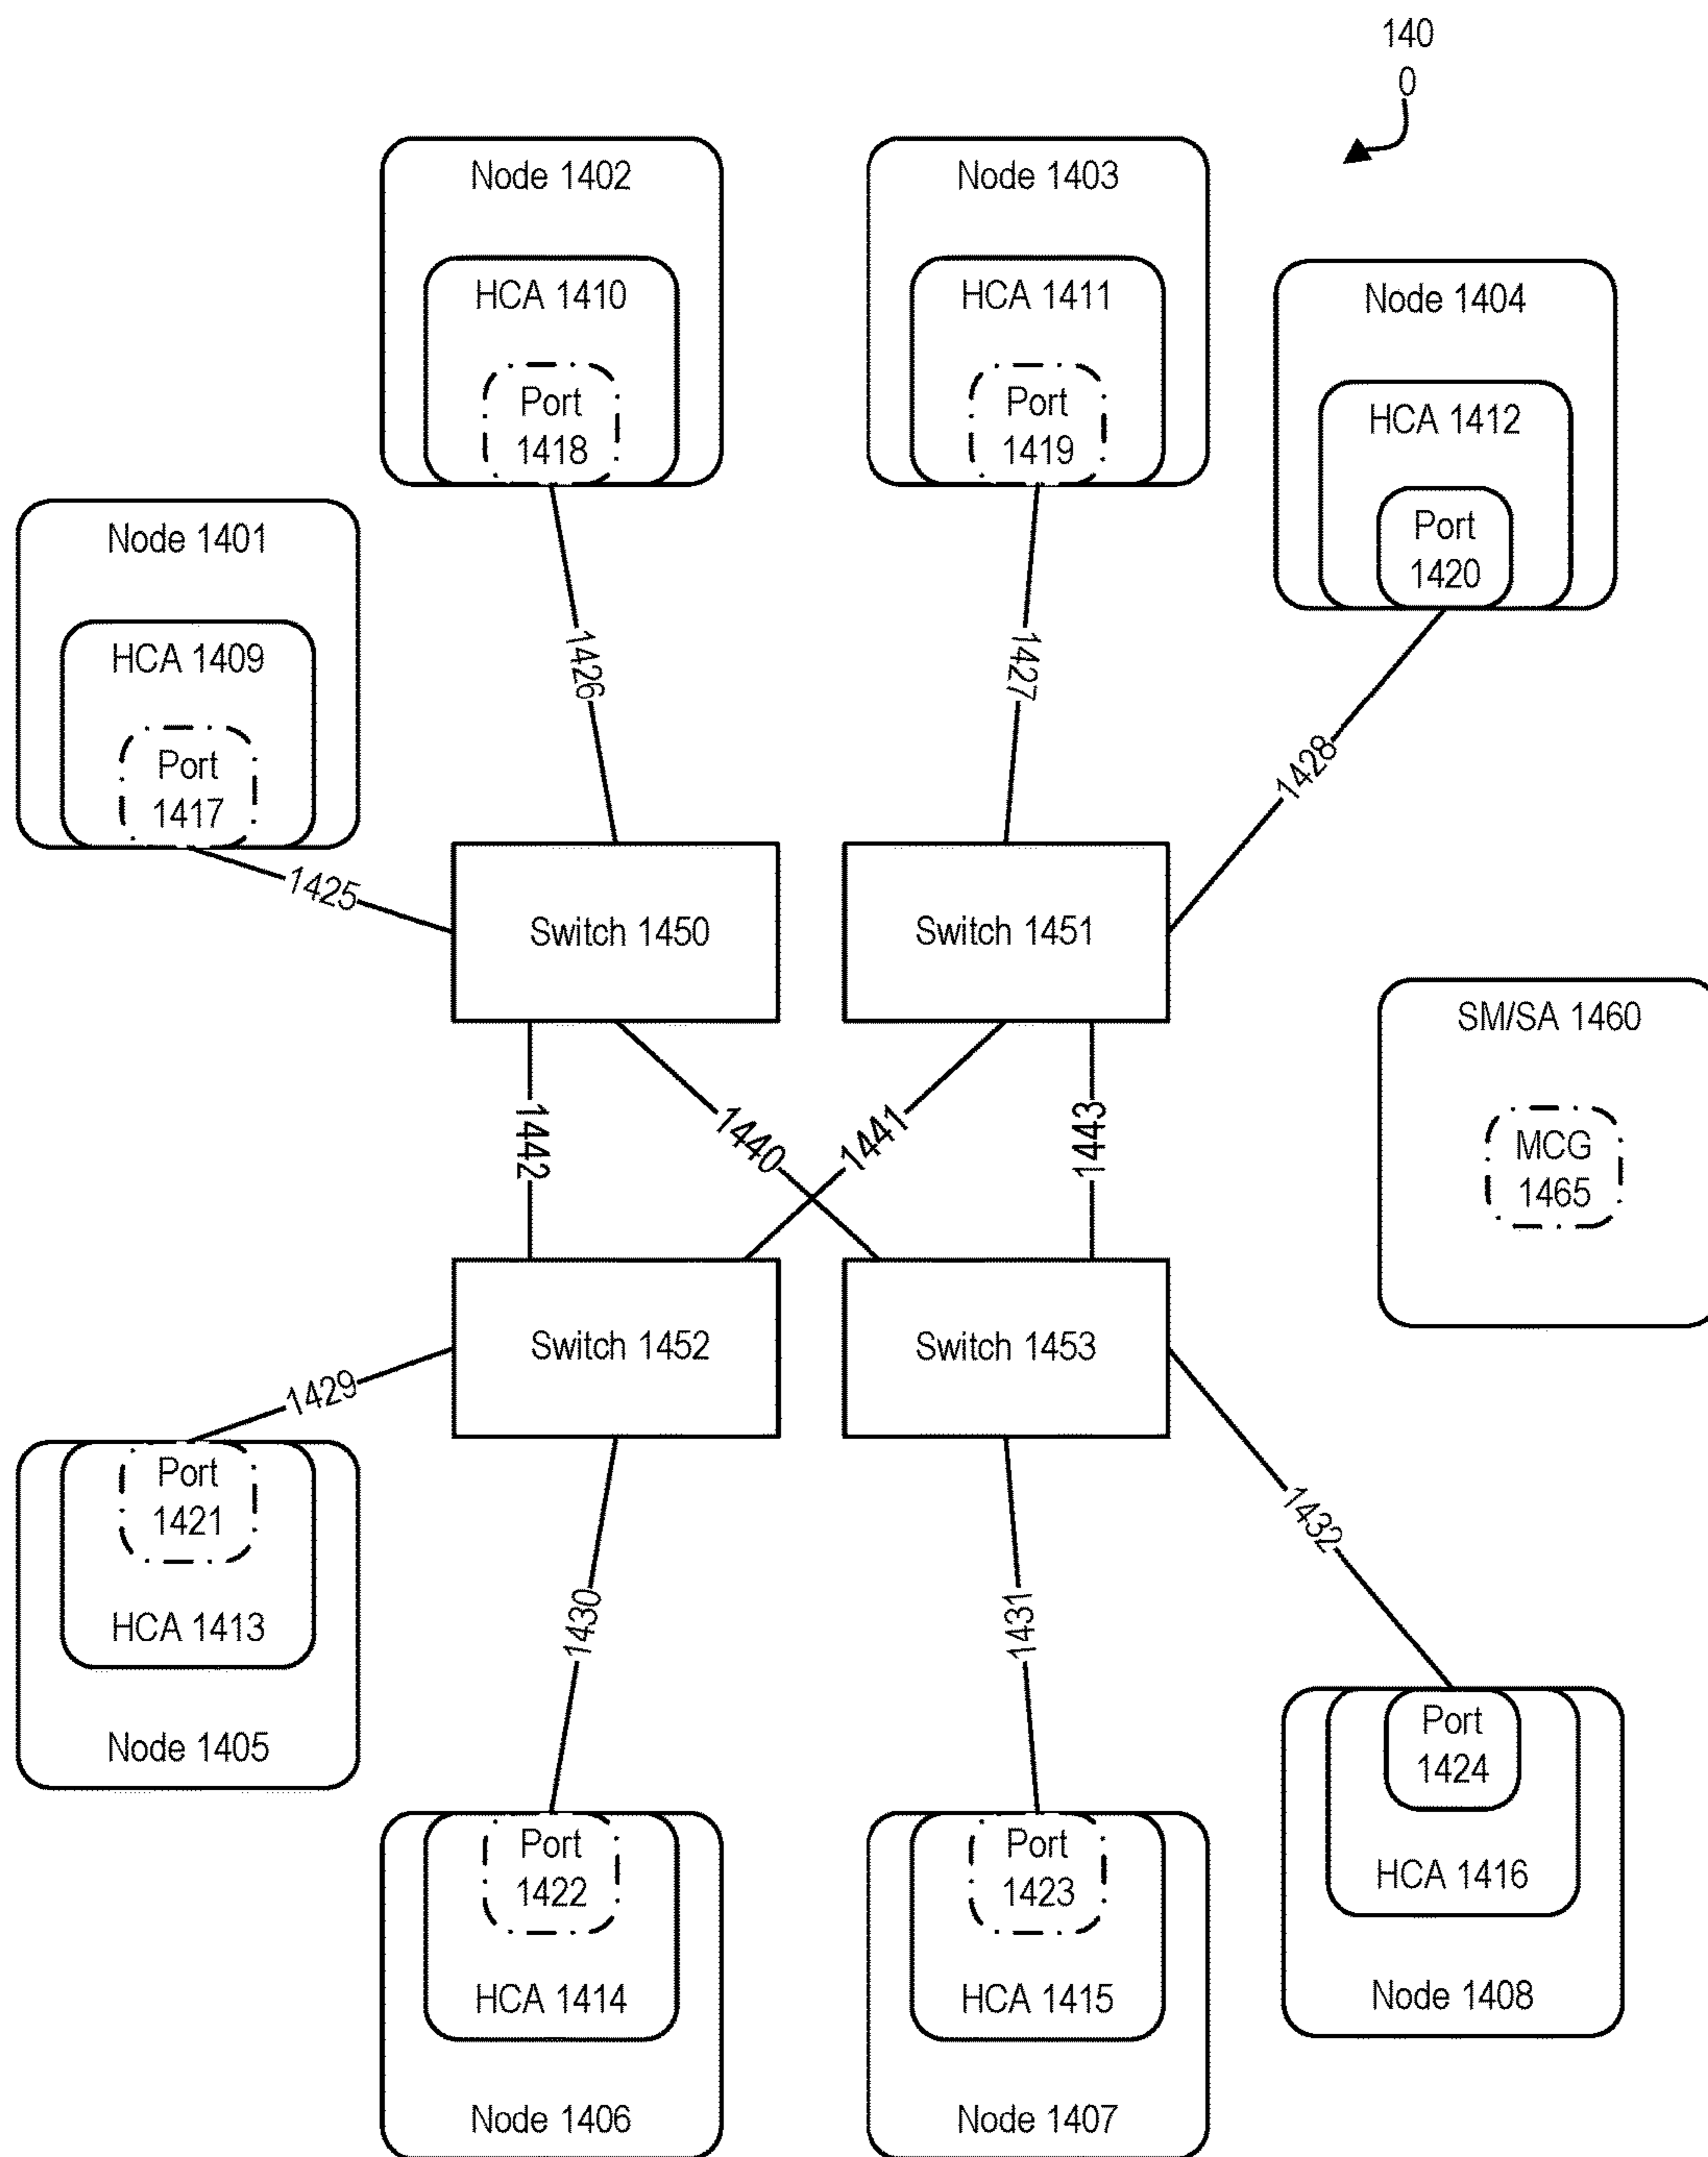 140
0
Node 1402
HCA 1410
Port
1418
Node 1403
HCA 1411
Port
1419
Node 1404
HCA 1412
Port
1420
Node 1401
HCA 1409
Port
1417
1426
1427
1428
1425
Switch 1450
Switch 1451
SM/SA 1460
MCG
1465
1442
1440
1441
1443
Switch 1452
Switch 1453
1429
1430
1431
1432
Port
1421
HCA 1413
Node 1405
Port
1422
HCA 1414
Node 1406
Port
1423
HCA 1415
Node 1407
Port
1424
HCA 1416
Node 1408